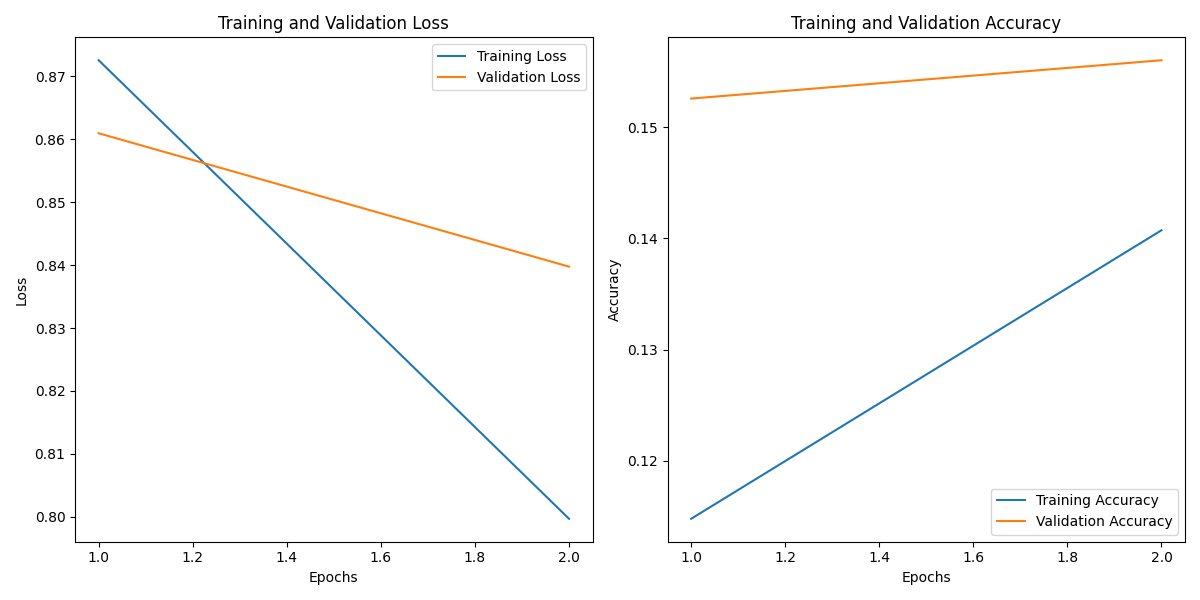 Training and Validation Loss
Training Loss
Validation Loss
0.87
0.86
0.85
0.84
0.83
0.82
0.81
0.80
Loss
1.0 1.2 1.4 1.6 1.8 2.0
Epochs
Training and Validation Accuracy
0.15
0.14
0.13
0.12
Accuracy
Training Accuracy
Validation Accuracy
1.0 1.2 1.4 1.6 1.8 2.0
Epochs